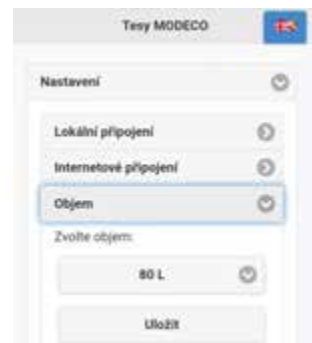 Tesy MODECO
Nastavení
Lokální připojení
Internetové připojení
Objem
Zvolte objem:
80 L
Uložit